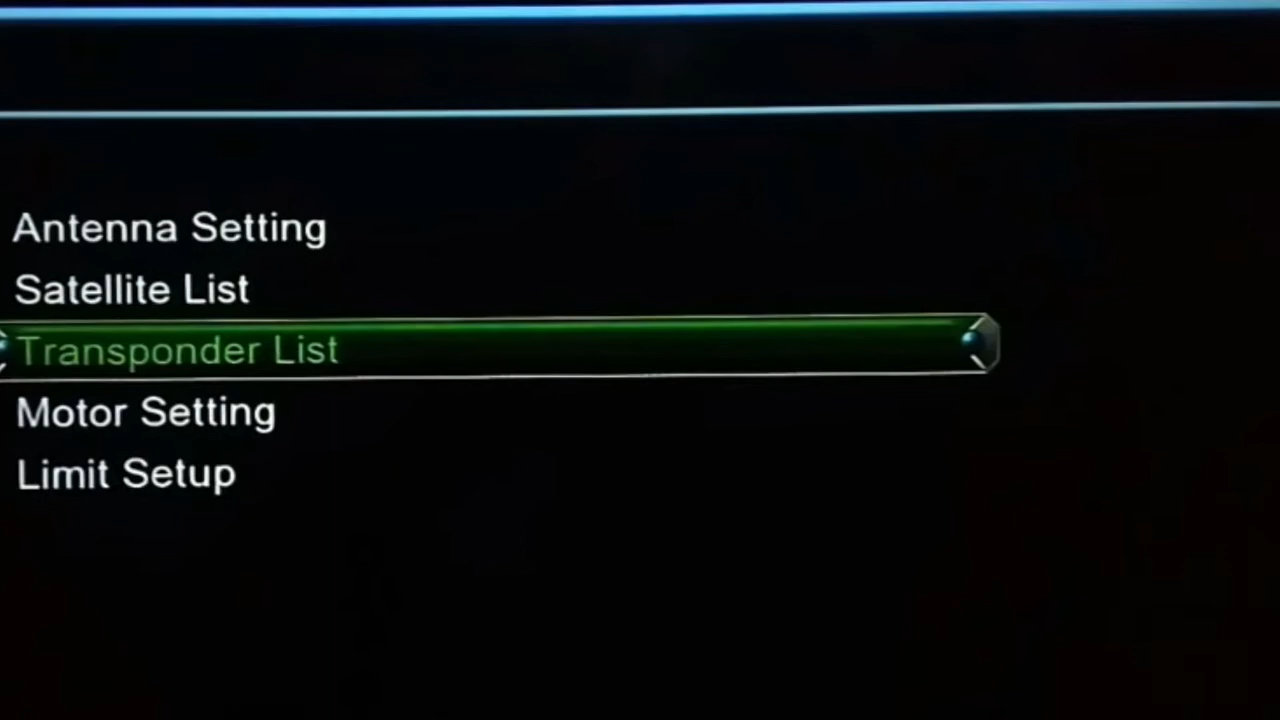 Antenna Setting
Satellite List
Transponder List
Motor Setting
Limit Setup